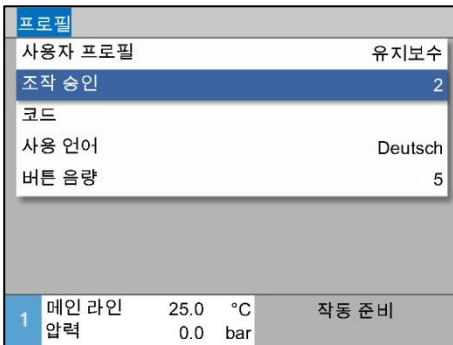 프로필
사용자 프로필 유지보수
조작 승인 2
코드
사용 언어 Deutsch
버튼 음량 5
1 메인 라인 25.0 °C 작동 준비
압력 0.0 bar